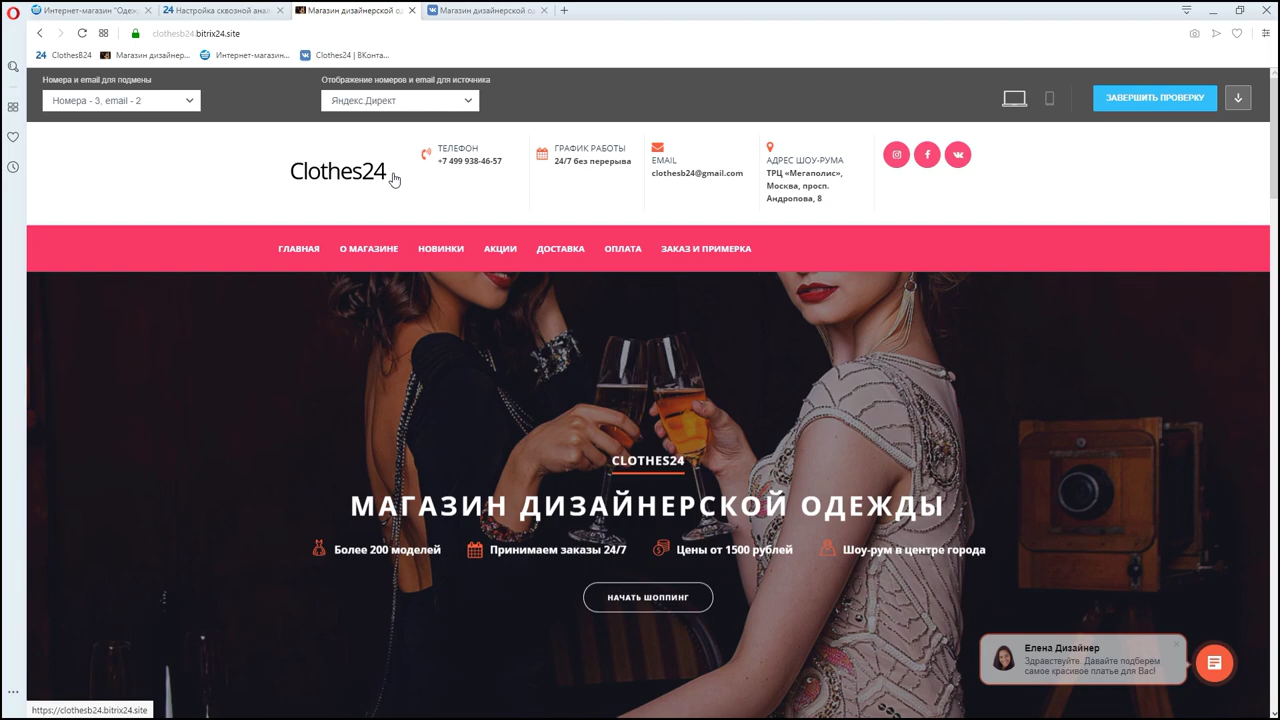 Интернет-магазин "Одеж
24 Настройка сквозной анал
Магазин дизайнерской о
Магазин дизайнерской о
clothesb24.bitrix24.site
24 ClothesB24
Магазин дизайнер...
Интернет-магазин...
Clothes24 | ВКонта...
Номера и email для подмены
Отображение номеров и email для источника
Номера - 3, email - 2
Яндекс.Директ
ЗАВЕРШИТЬ ПРОВЕРКУ
Clothes24
ТЕЛЕФОН
+7 499 938-46-57
ГРАФИК РАБОТЫ
24/7 без перерыва
EMAIL
clothesb24@gmail.com
АДРЕС ШОУ-РУМА
ТРЦ «Мегаполис»,
Москва, просп.
Андропова, 8
ГЛАВНАЯ
О МАГАЗИНЕ
НОВИНКИ
АКЦИИ
ДОСТАВКА
ОПЛАТА
ЗАКАЗ И ПРИМЕРКА
CLOTHES24
МАГАЗИН ДИЗАЙНЕРСКОЙ ОДЕЖДЫ
Более 200 моделей
Принимаем заказы 24/7
Цены от 1500 рублей
Шоу-рум в центре города
НАЧАТЬ ШОППИНГ
Елена Дизайнер
Здравствуйте. Давайте подберем
самое красивое платье для Вас!
https://clothesb24.bitrix24.site